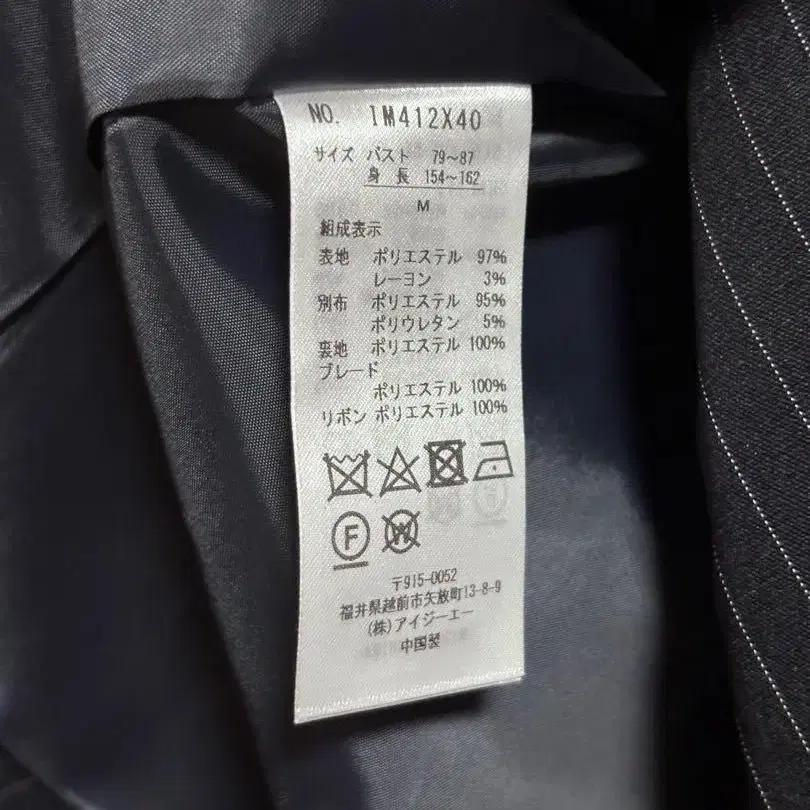 NO. IM412X40
サイズ バスト 79~87
身長 154~162
M
組成表示
表地 ポリエステル 97%
レーヨン 3%
別布 ポリエステル 95%
ポリウレタン 5%
裏地 ポリエステル 100%
ブレード
ポリエステル 100%
リボン ポリエステル 100%
F W
〒915-0052
福井県越前市矢放町13-8-9
(株)アイジーエー
中国製